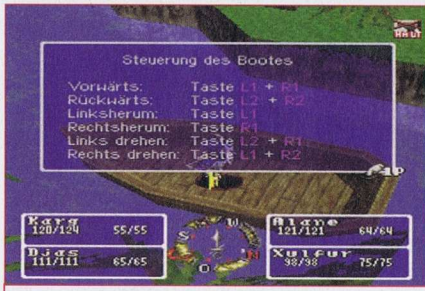 HALT
Steuerung des Bootes
Vorwärts: Taste L1 + R1
Rückwärts: Taste L2 + R2
Linksherum: Taste L1
Rechtsherum: Taste R1
Links drehen: Taste L2 + R1
Rechts drehen: Taste L1 + R2
1P
Karg
120/124 55/55
Alane
121/121 64/64
Djas
111/111 65/65
Xulfur
98/98 75/75
S W N O